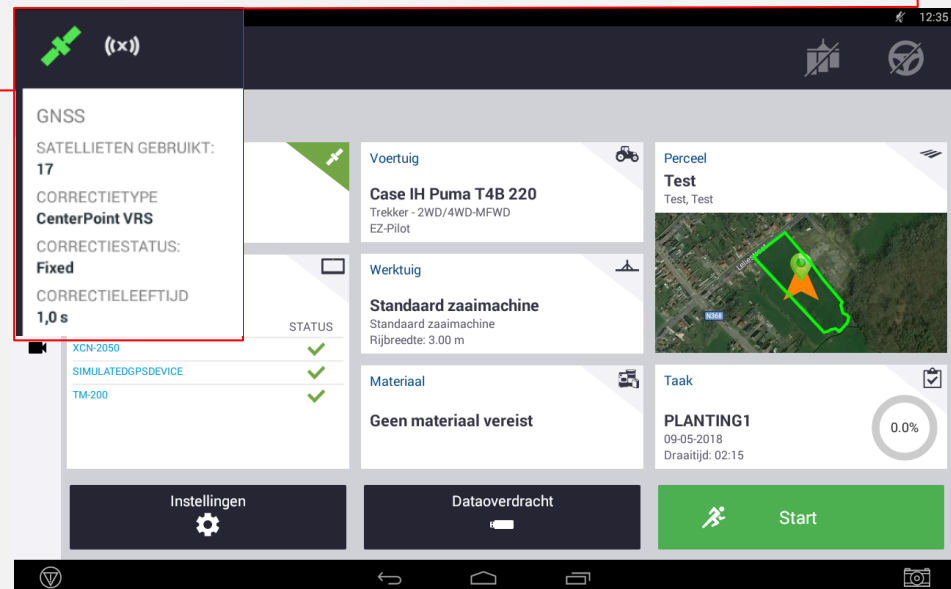 12:35
((x))
GNSS
SATELLIETEN GEBRUIKT:
17
CORRECTIETYPE
CenterPoint VRS
CORRECTIESTATUS:
Fixed
CORRECTIELEEFTIJD
1,0 s
STATUS
XCN-2050
SIMULATEDGPSDEVICE
TM-200
Voertuig
Case IH Puma T4B 220
Trekker - 2WD/4WD-MFWD
EZ-Pilot
Werktuig
Standaard zaaimachine
Standaard zaaimachine
Rijbreedte: 3.00 m
Materiaal
Geen materiaal vereist
Perceel
Test
Test, Test
N368
Taak
PLANTING1
09-05-2018
Draaitijd: 02:15
0.0%
Instellingen
Dataoverdracht
Start